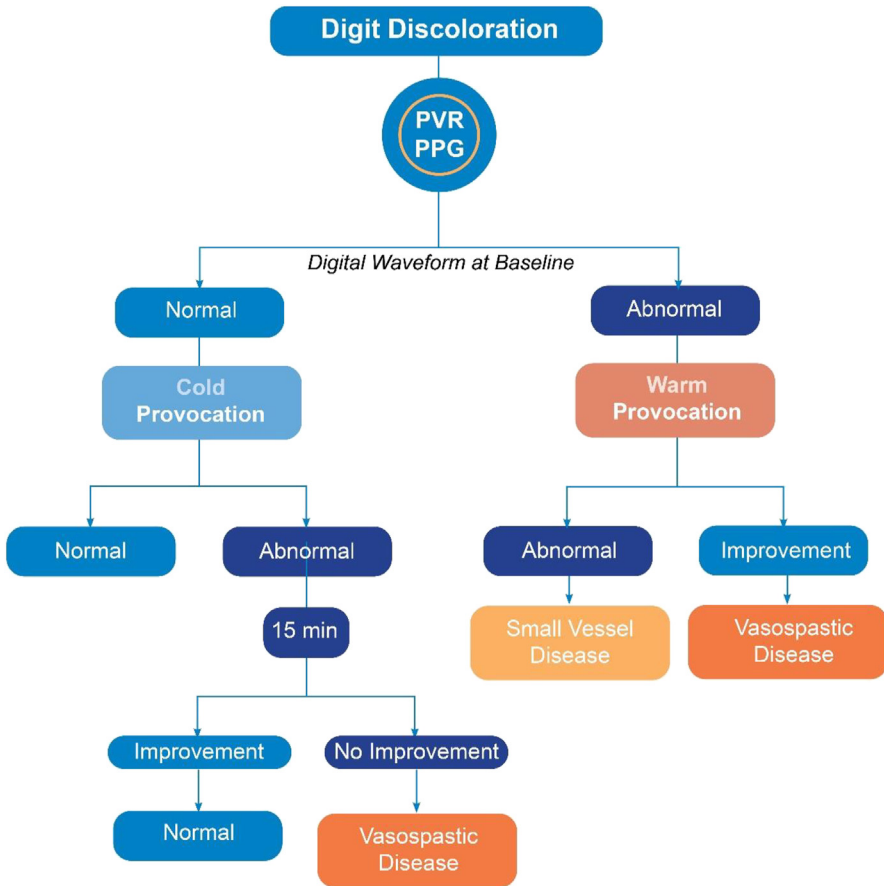 Digit Discoloration
PVR
PPG
Digital Waveform at Baseline
Normal
Abnormal
Cold
Provocation
Warm
Provocation
Normal
Abnormal
Abnormal
Improvement
15 min
Small Vessel
Disease
Vasospastic
Disease
Improvement
No Improvement
Normal
Vasospastic
Disease